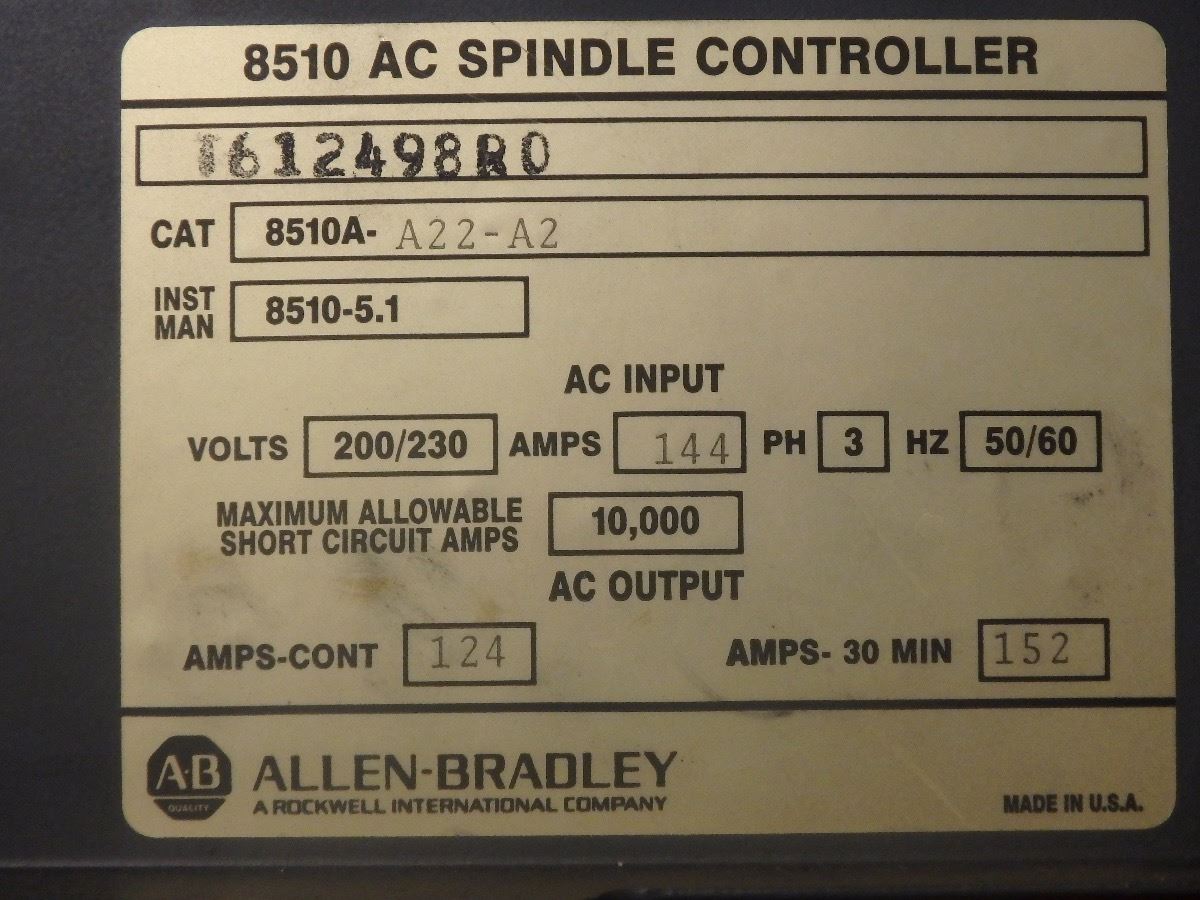 8510 AC SPINDLE CONTROLLER
T612498R0
CAT 8510A- A22-A2
INST MAN 8510-5.1
AC INPUT
VOLTS 200/230 AMPS 144 PH 3 HZ 50/60
MAXIMUM ALLOWABLE
SHORT CIRCUIT AMPS 10,000
AC OUTPUT
AMPS-CONT 124 AMPS- 30 MIN 152
A-B
QUALITY
ALLEN-BRADLEY
A ROCKWELL INTERNATIONAL COMPANY
MADE IN U.S.A.